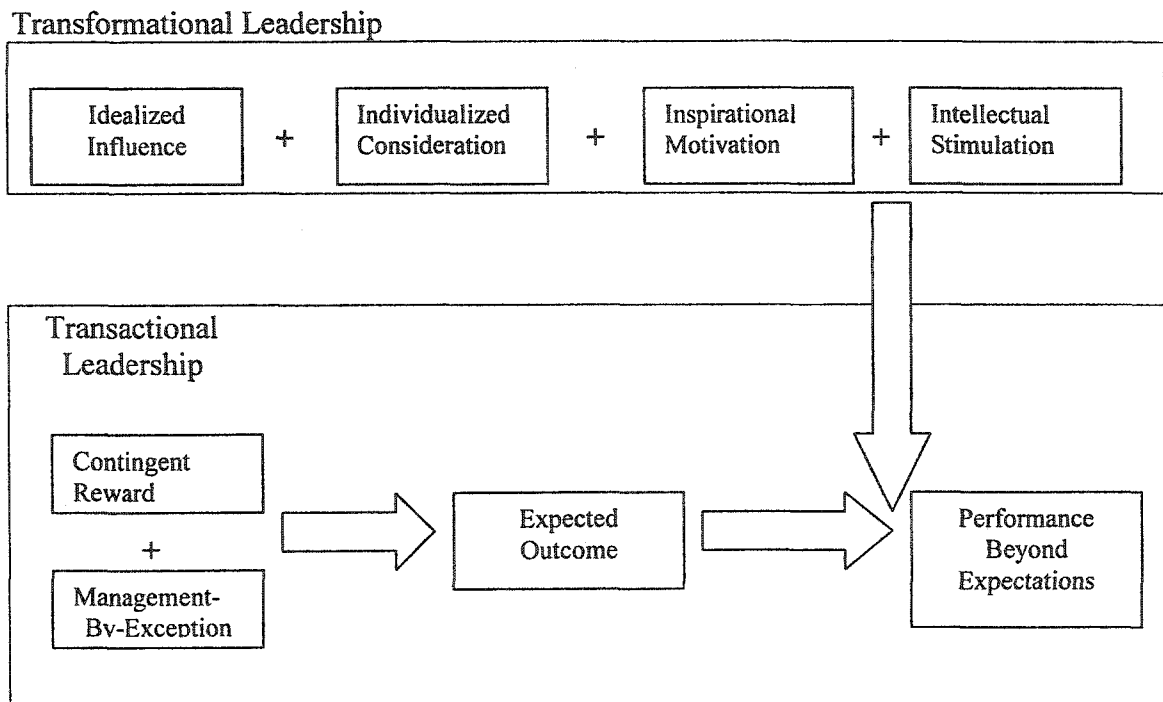 Transformational Leadership
Idealized
Influence
+
Individualized
Consideration
+
Inspirational
Motivation
+
Intellectual
Stimulation
Transactional
Leadership
Contingent
Reward
+
Management-
By-Exception
Expected
Outcome
Performance
Beyond
Expectations